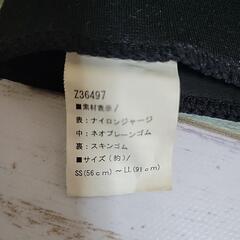 Z36497
■素材表示/
表:ナイロンジャージ
中:ネオプレーンゴム
裏:スキンゴム
■サイズ(約)/
SS(56cm)~LL(91cm)